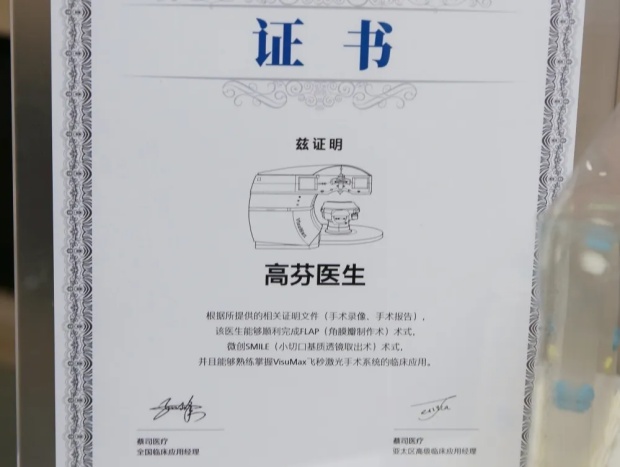 证书
兹证明
VisuMax
高芬医生
根据所提供的相关证明文件（手术录像、手术报告），
该医生能够顺利完成FLAP（角膜瓣制作术）术式，
微创SMILE（小切口基质透镜取出术）术式，
并且能够熟练掌握VisuMax飞秒激光手术系统的临床应用。
蔡司医疗
全国临床应用经理
蔡司医疗
亚太区高级临床应用经理